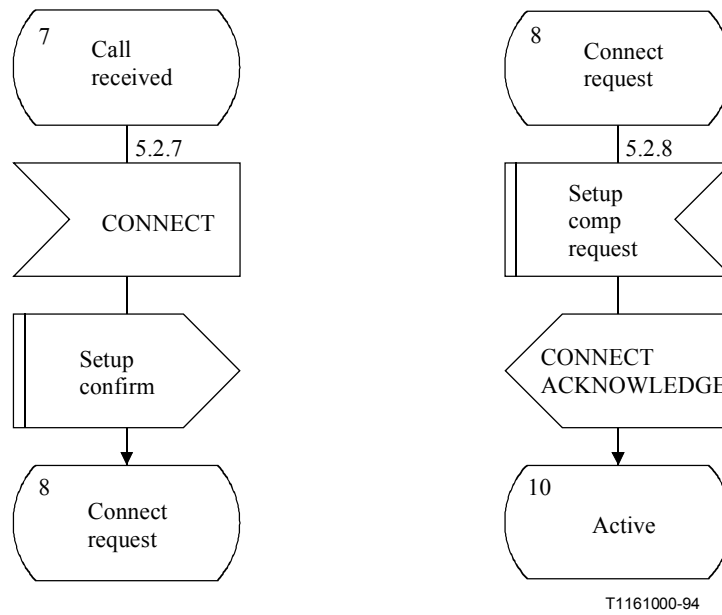 7
Call
received
5.2.7
CONNECT
Setup
confirm
8
Connect
request
8
Connect
request
5.2.8
Setup
comp
request
CONNECT
ACKNOWLEDGE
10
Active
T1161000-94